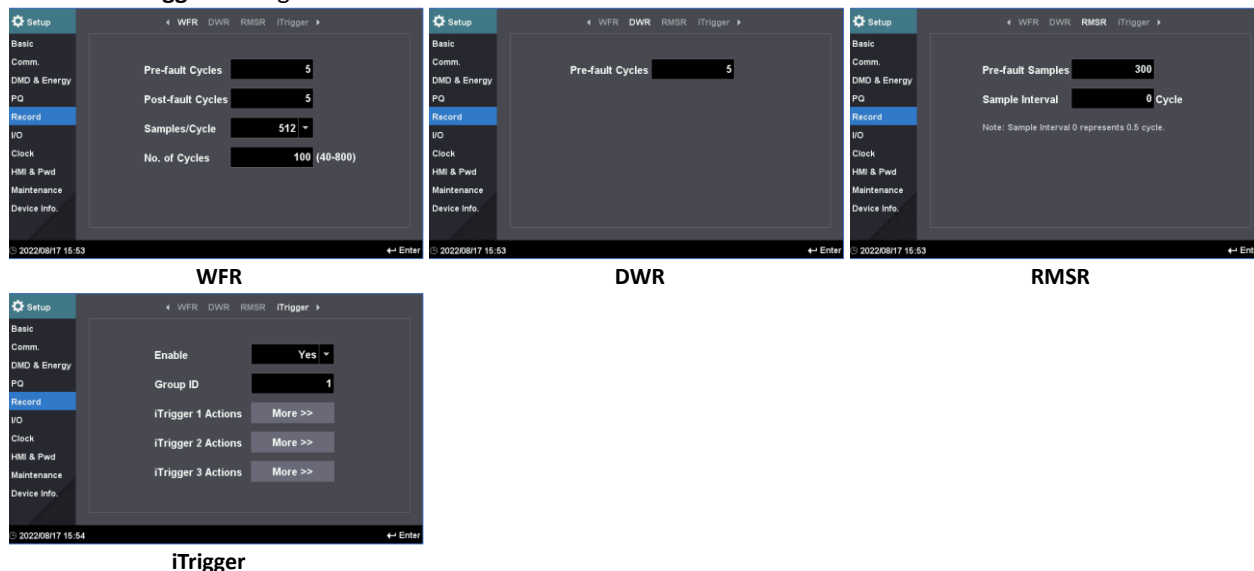 Setup
WFR DWR RMSR iTrigger
Basic
Comm.
DMD & Energy
PQ
Record
I/O
Clock
HMI & Pwd
Maintenance
Device Info.
Pre-fault Cycles 5
Post-fault Cycles 5
Samples/Cycle 512
No. of Cycles 100 (40-800)
2022/08/17 15:53 Enter
WFR
Setup
WFR DWR RMSR iTrigger
Basic
Comm.
DMD & Energy
PQ
Record
I/O
Clock
HMI & Pwd
Maintenance
Device Info.
Pre-fault Cycles 5
2022/08/17 15:53 Enter
DWR
Setup
WFR DWR RMSR iTrigger
Basic
Comm.
DMD & Energy
PQ
Record
I/O
Clock
HMI & Pwd
Maintenance
Device Info.
Pre-fault Samples 300
Sample Interval 0 Cycle
Note: Sample Interval 0 represents 0.5 cycle.
2022/08/17 15:53 Ent
RMSR
Setup
WFR DWR RMSR iTrigger
Basic
Comm.
DMD & Energy
PQ
Record
I/O
Clock
HMI & Pwd
Maintenance
Device Info.
Enable Yes
Group ID 1
iTrigger 1 Actions More >>
iTrigger 2 Actions More >>
iTrigger 3 Actions More >>
2022/08/17 15:54 Enter
iTrigger